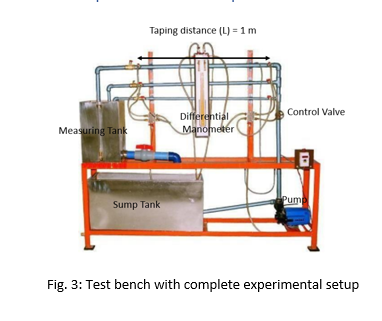 Taping distance (L) = 1 m
Control Valve
Differential
Manometer
Measuring Tank
Pump
Sump Tank
Fig. 3: Test bench with complete experimental setup